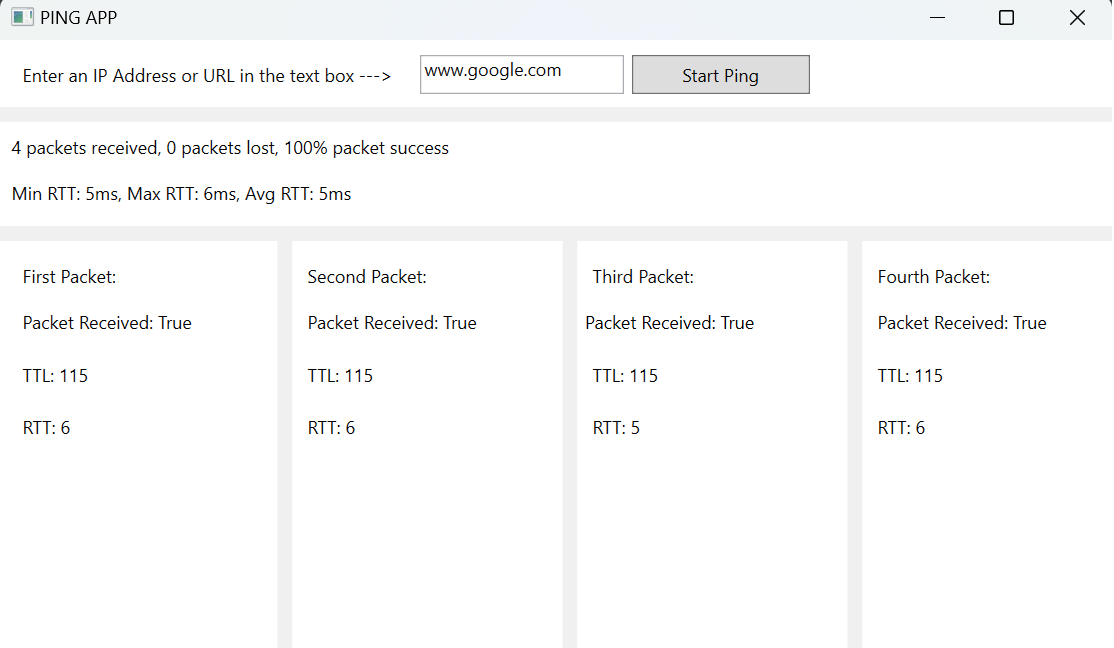 PING APP
Enter an IP Address or URL in the text box ---> www.google.com Start Ping
4 packets received, 0 packets lost, 100% packet success
Min RTT: 5ms, Max RTT: 6ms, Avg RTT: 5ms
First Packet:
Packet Received: True
TTL: 115
RTT: 6
Second Packet:
Packet Received: True
TTL: 115
RTT: 6
Third Packet:
Packet Received: True
TTL: 115
RTT: 5
Fourth Packet:
Packet Received: True
TTL: 115
RTT: 6